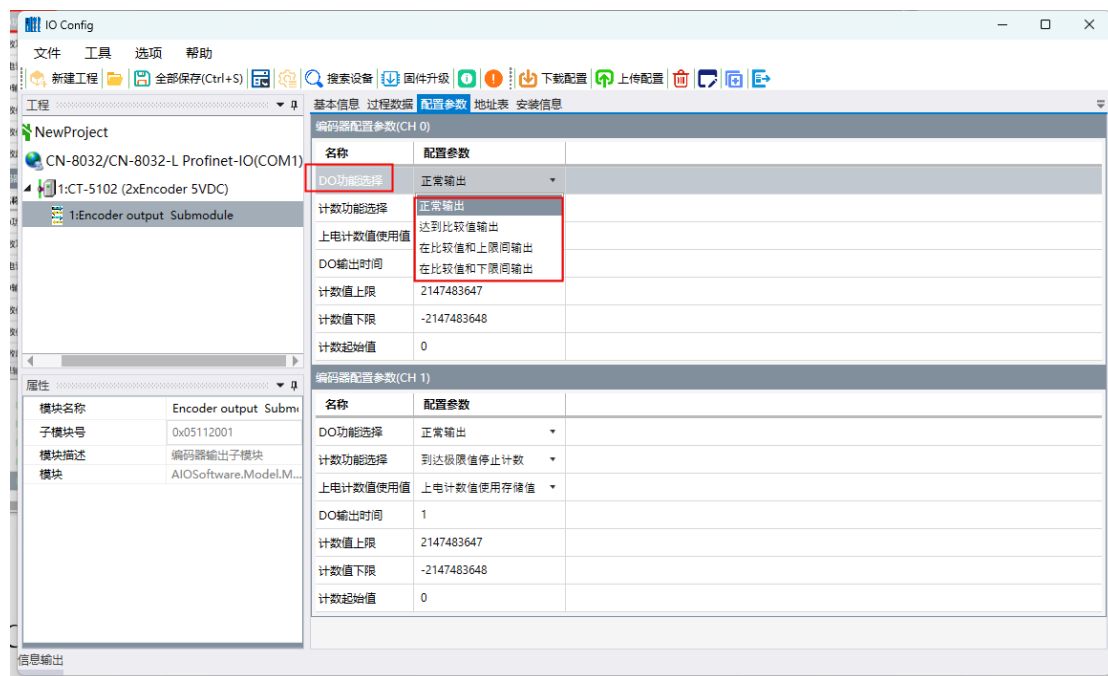 IO Config
文件 工具 选项 帮助
新建工程 全部保存(Ctrl+S) 搜索设备 固件升级 下载配置 上传配置
工程
NewProject
CN-8032/CN-8032-L Profinet-IO(COM1)
1:CT-5102 (2xEncoder 5VDC)
1:Encoder output Submodule
属性
模块名称 Encoder output Subm
子模块号 0x05112001
模块描述 编码器输出子模块
模块 AIOSoftware.Model.M...
基本信息 过程数据 配置参数 地址表 安装信息
编码器配置参数(CH 0)
名称 配置参数
DO功能选择 正常输出
正常输出
达到比较值输出
在比较值和上限间输出
在比较值和下限间输出
计数功能选择
上电计数值使用值
DO输出时间
计数值上限 2147483647
计数值下限 -2147483648
计数起始值 0
编码器配置参数(CH 1)
名称 配置参数
DO功能选择 正常输出
计数功能选择 到达极限值停止计数
上电计数值使用值 上电计数值使用存储值
DO输出时间 1
计数值上限 2147483647
计数值下限 -2147483648
计数起始值 0
信息输出